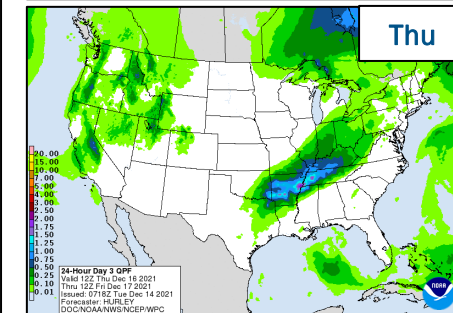 Thu
20.00
15.00
10.00
7.00
5.00
4.00
3.00
2.50
2.00
1.75
1.50
1.25
1.00
0.75
0.50
0.25
0.10
0.01
24-Hour Day 3 QPF
Valid 12Z Thu Dec 16 2021
Thru 12Z Fri Dec 17 2021
Issued: 0718Z Tue Dec 14 2021
Forecaster: HURLEY
DOC/NOAA/NWS/NCEP/WPC
NOAA